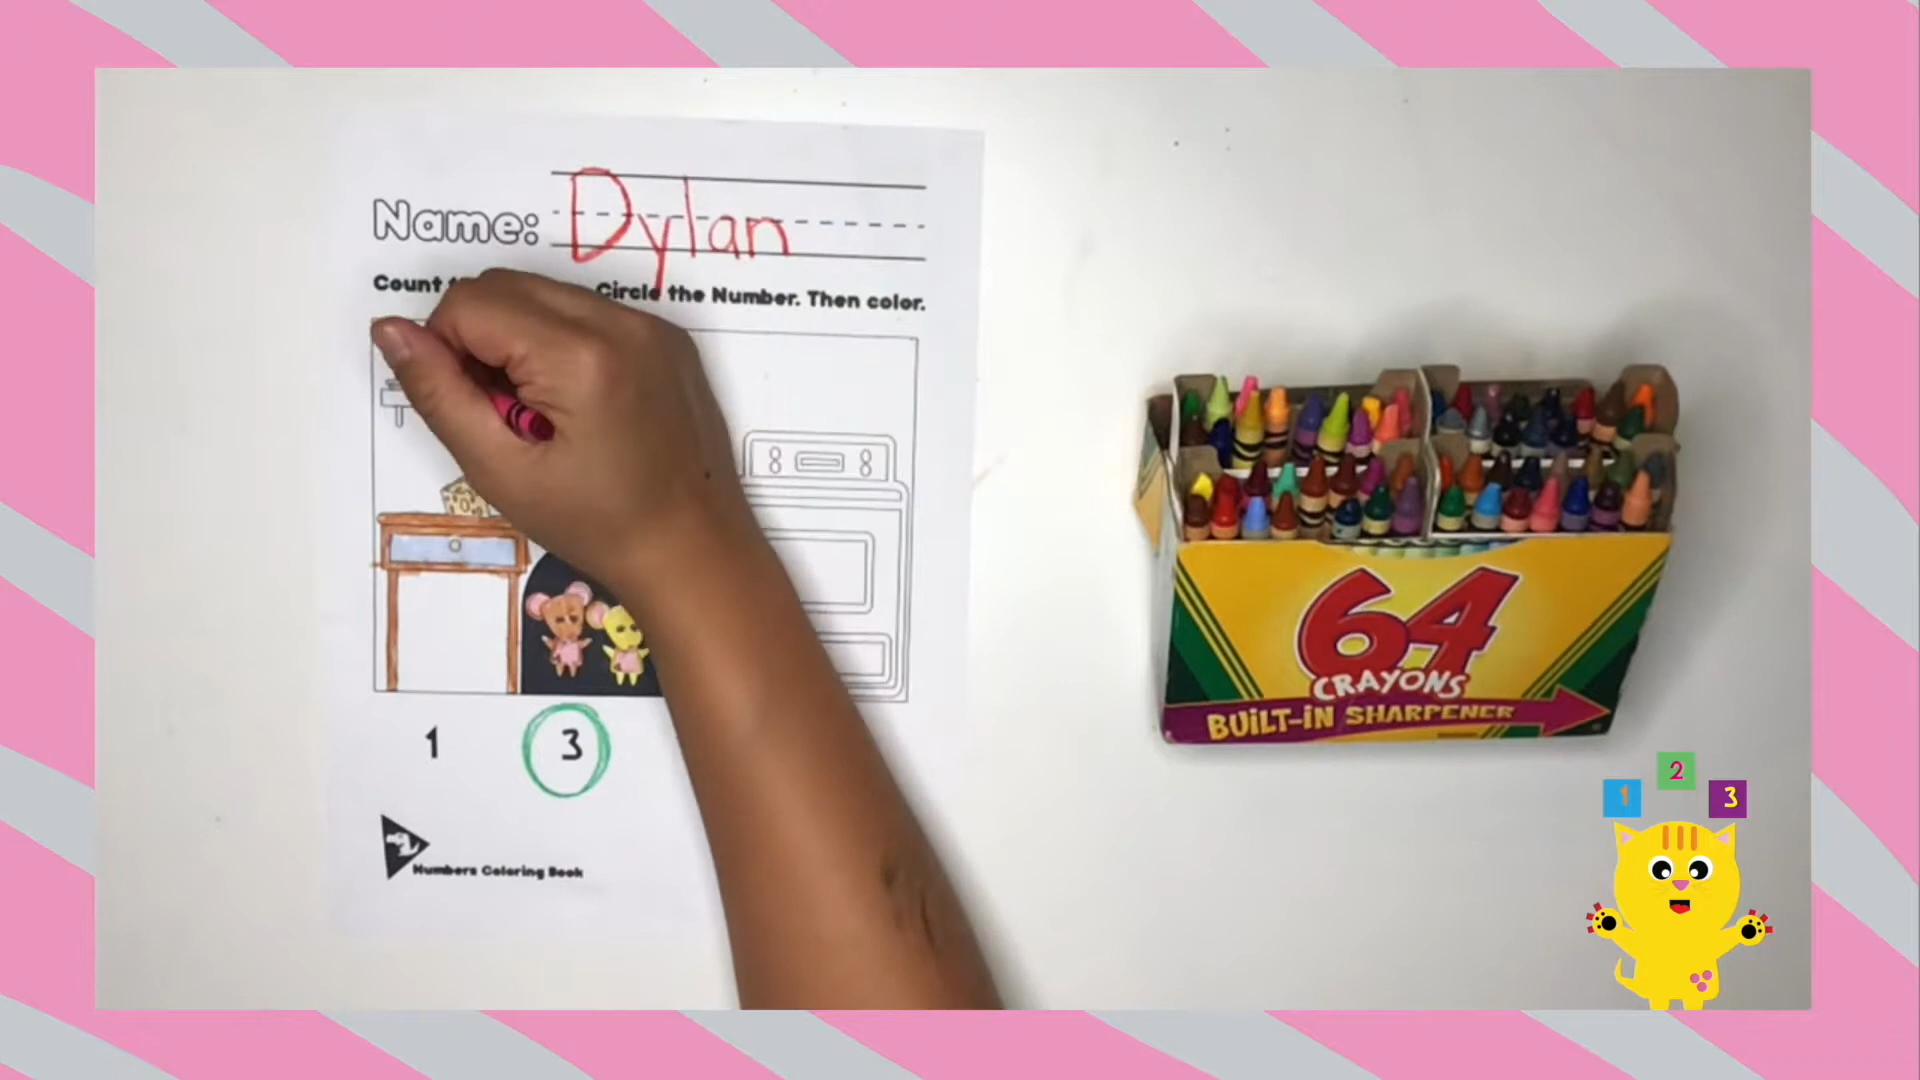 Name: Dylan
Count Circle the Number. Then color.
1 3
Numbers Coloring Book
64
CRAYONS
BUILT-IN SHARPENER
1 2 3